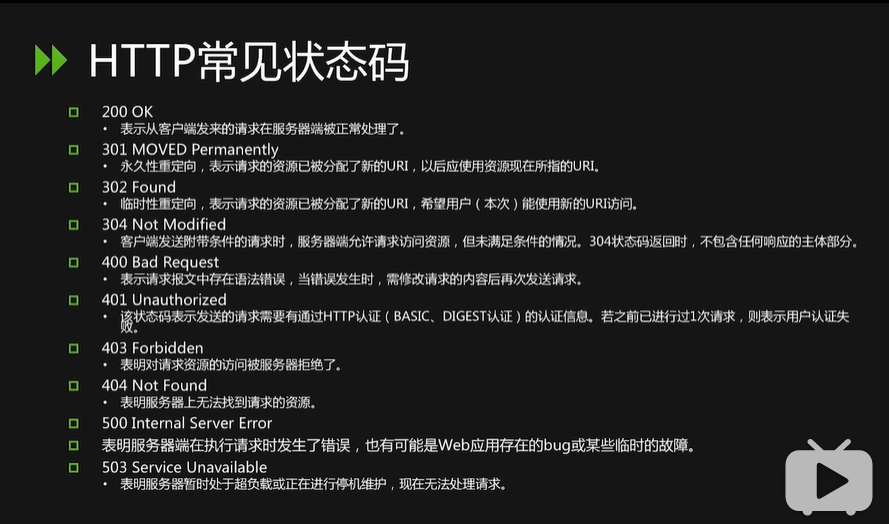 HTTP常见状态码
200 OK
• 表示从客户端发来的请求在服务器端被正常处理了。
301 MOVED Permanently
• 永久性重定向，表示请求的资源已被分配了新的URI，以后应使用资源现在所指的URI。
302 Found
• 临时性重定向，表示请求的资源已被分配了新的URI，希望用户（本次）能使用新的URI访问。
304 Not Modified
• 客户端发送附带条件的请求时，服务器端允许请求访问资源，但未满足条件的情况。304状态码返回时，不包含任何响应的主体部分。
400 Bad Request
• 表示请求报文中存在语法错误，当错误发生时，需修改请求的内容后再次发送请求。
401 Unauthorized
• 该状态码表示发送的请求需要有通过HTTP认证（BASIC、DIGEST认证）的认证信息。若之前已进行过1次请求，则表示用户认证失
败。
403 Forbidden
• 表明对请求资源的访问被服务器拒绝了。
404 Not Found
• 表明服务器上无法找到请求的资源。
500 Internal Server Error
表明服务器端在执行请求时发生了错误，也有可能是Web应用存在的bug或某些临时的故障。
503 Service Unavailable
• 表明服务器暂时处于超负载或正在进行停机维护，现在无法处理请求。